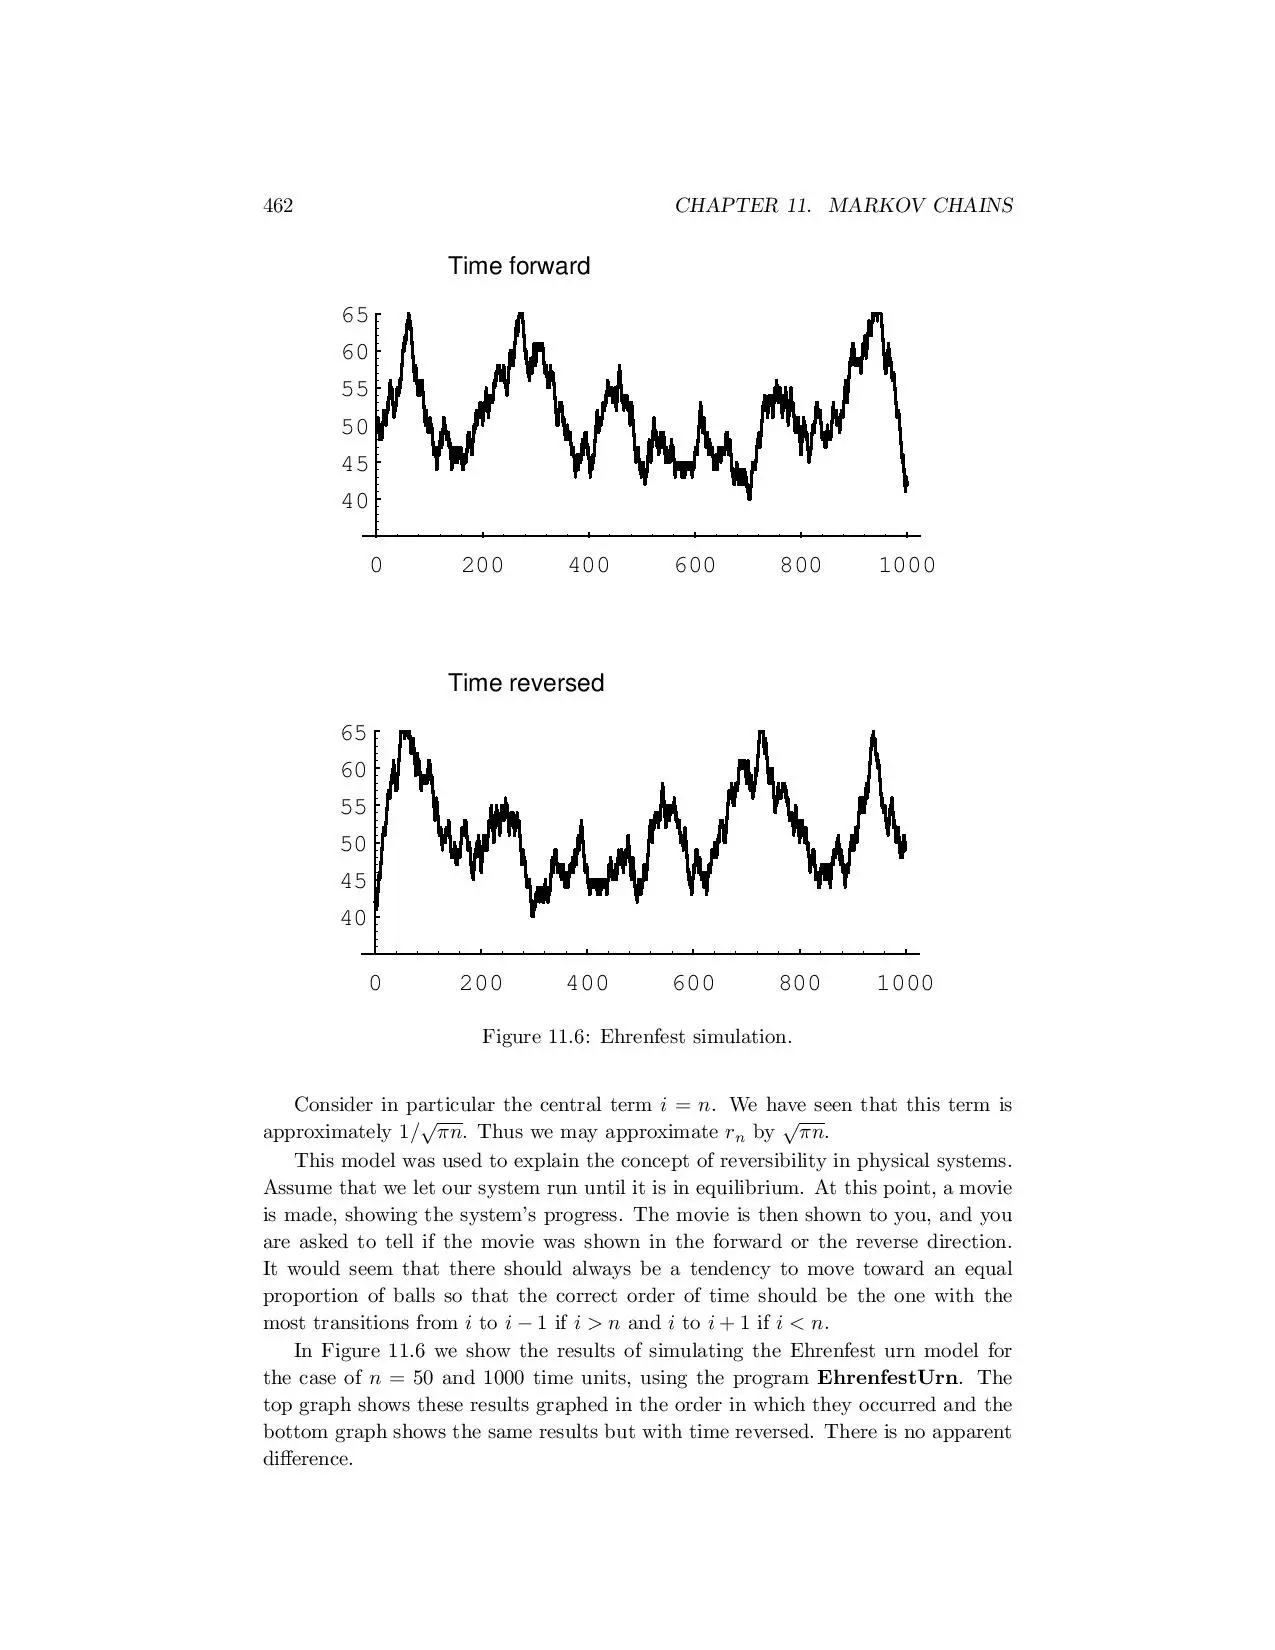 462 CHAPTER 11. MARKOV CHAINS
Time forward
65
60
55
50
45
40
0 200 400 600 800 1000
Time reversed
65
60
55
50
45
40
0 200 400 600 800 1000
Figure 11.6: Ehrenfest simulation.
Consider in particular the central term i = n. We have seen that this term is
approximately 1/√πn. Thus we may approximate rₙ by √πn.
This model was used to explain the concept of reversibility in physical systems.
Assume that we let our system run until it is in equilibrium. At this point, a movie
is made, showing the system's progress. The movie is then shown to you, and you
are asked to tell if the movie was shown in the forward or the reverse direction.
It would seem that there should always be a tendency to move toward an equal
proportion of balls so that the correct order of time should be the one with the
most transitions from i to i − 1 if i > n and i to i + 1 if i < n.
In Figure 11.6 we show the results of simulating the Ehrenfest urn model for
the case of n = 50 and 1000 time units, using the program EhrenfestUrn. The
top graph shows these results graphed in the order in which they occurred and the
bottom graph shows the same results but with time reversed. There is no apparent
difference.